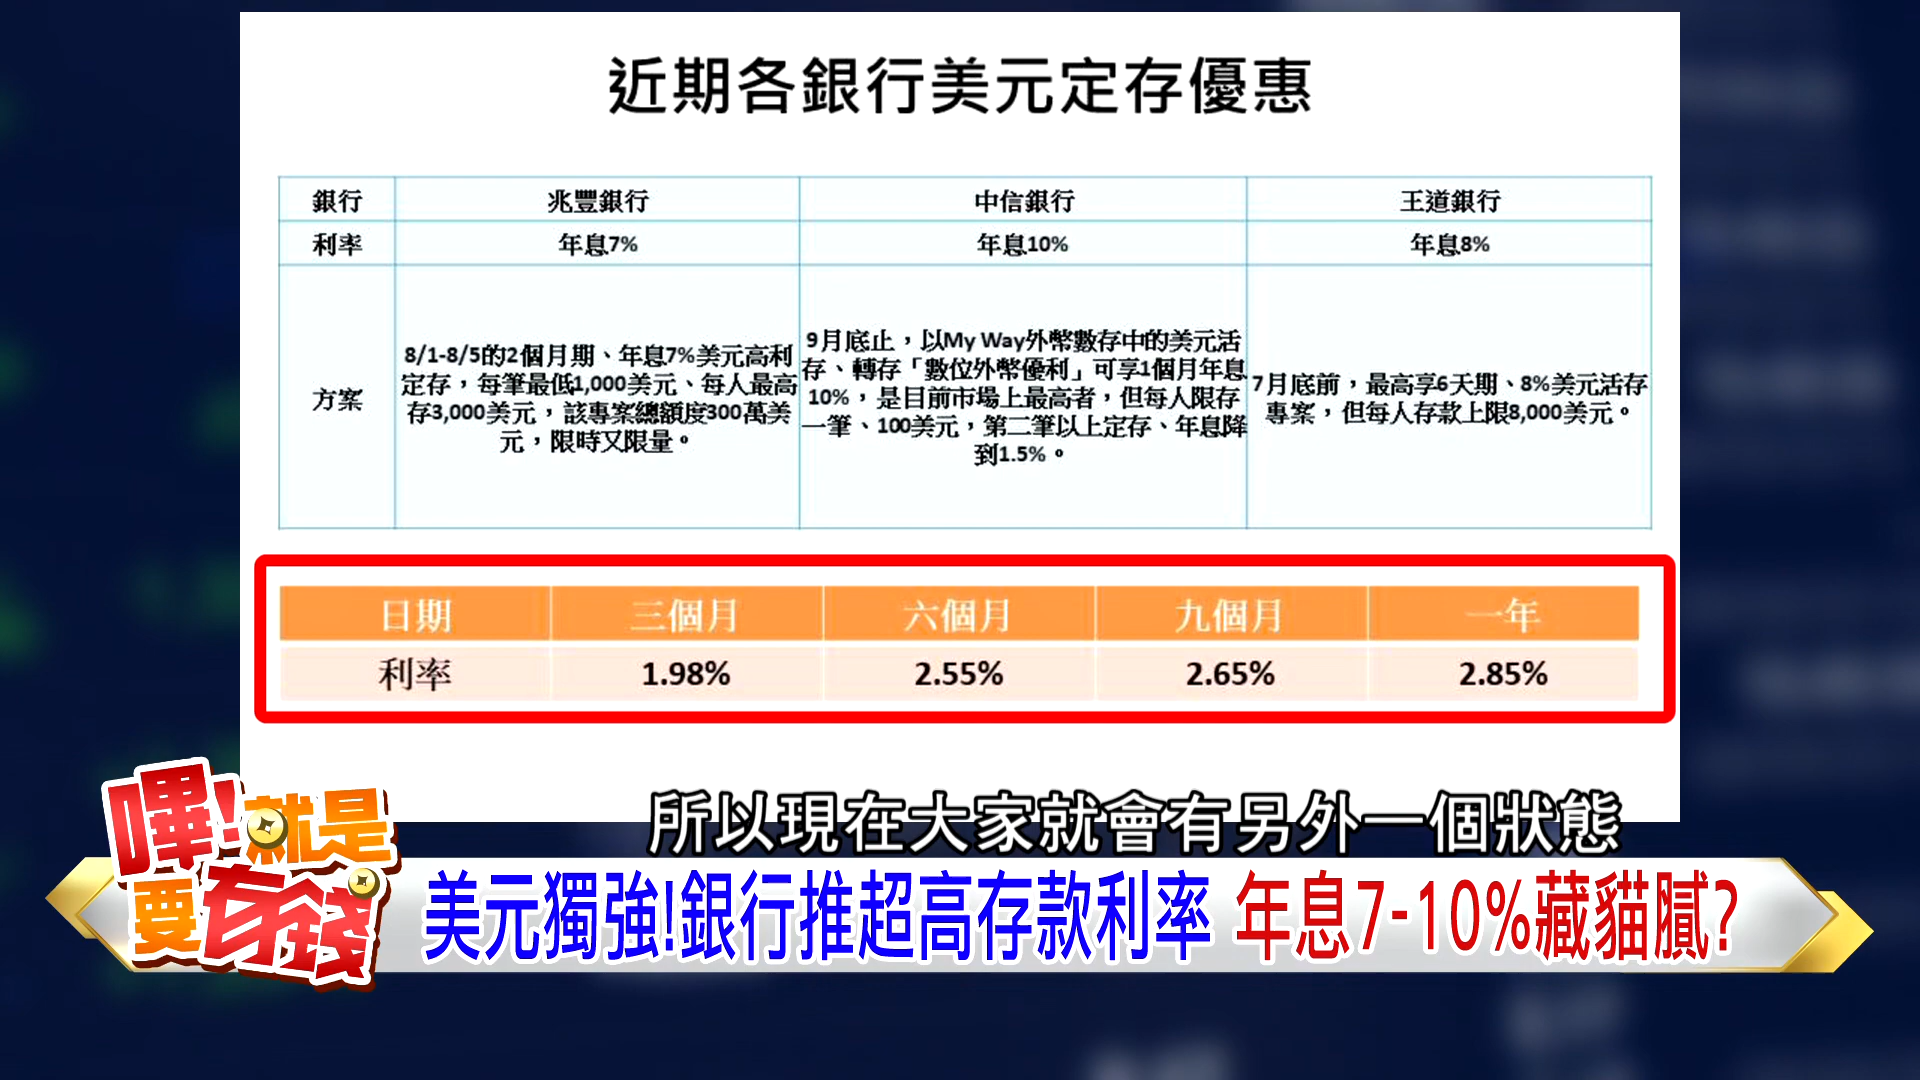 近期各銀行美元定存優惠
銀行 兆豐銀行 中信銀行 王道銀行
利率 年息7% 年息10% 年息8%
方案
8/1-8/5的2個月期、年息7%美元高利
定存，每筆最低1,000美元、每人最高
存3,000美元，該專案總額度300萬美
元，限時又限量。
9月底止，以My Way外幣數存中的美元活
存、轉存「數位外幣優利」可享1個月年息
10%，是目前市場上最高者，但每人限存
一筆、100美元，第二筆以上定存、年息降
到1.5%。
7月底前，最高享6天期、8%美元活存
專案，但每人存款上限8,000美元。
日期 三個月 六個月 九個月 一年
利率 1.98% 2.55% 2.65% 2.85%
所以現在大家就會有另外一個狀態
嗶!就是
要存錢
美元獨強!銀行推超高存款利率 年息7-10%藏貓膩?